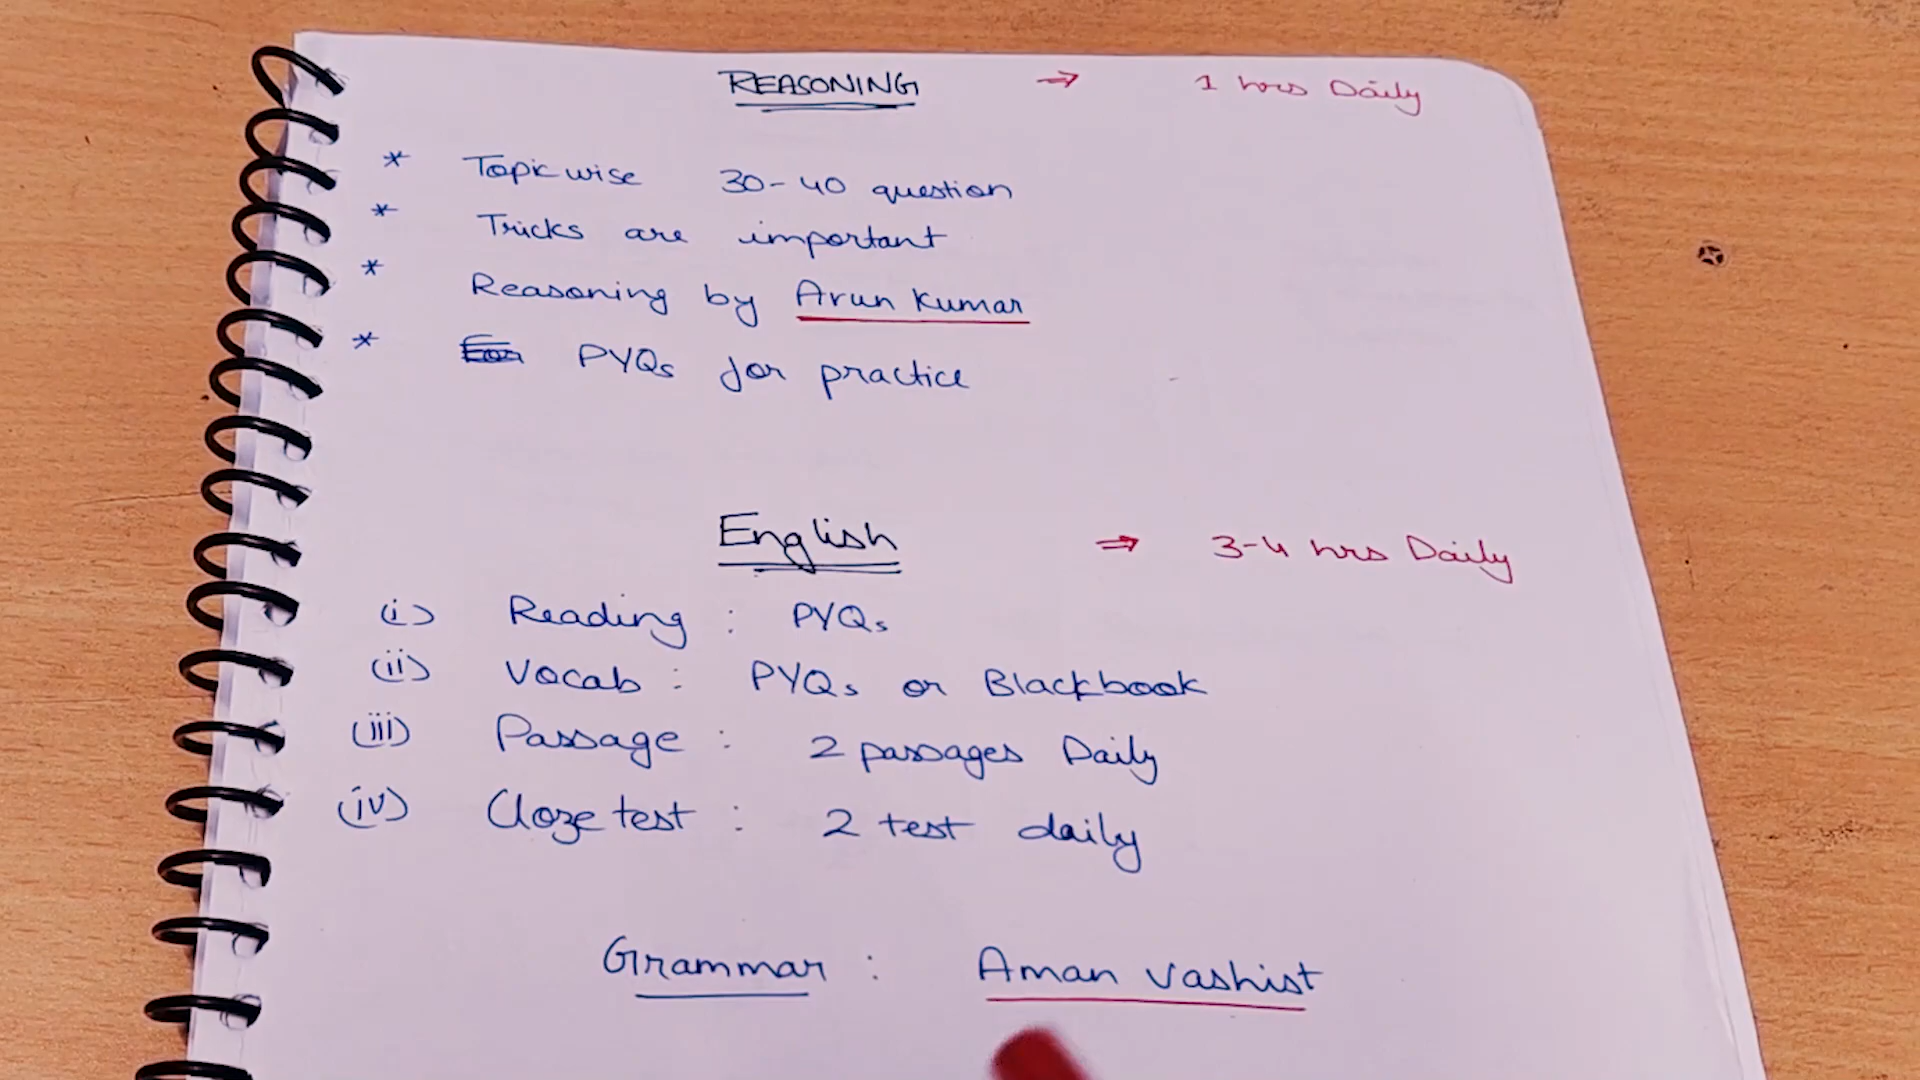 REASONING → 1 hrs Daily
* Topicwise 30-40 question
* Tricks are important
* Reasoning by Arun Kumar
* PYQs for practice
English ⇒ 3-4 hrs Daily
(i) Reading : PYQs
(ii) Vocab : PYQs or Blackbook
(iii) Passage : 2 passages Daily
(iv) Cloze test : 2 test daily
Grammar : Aman Vashist